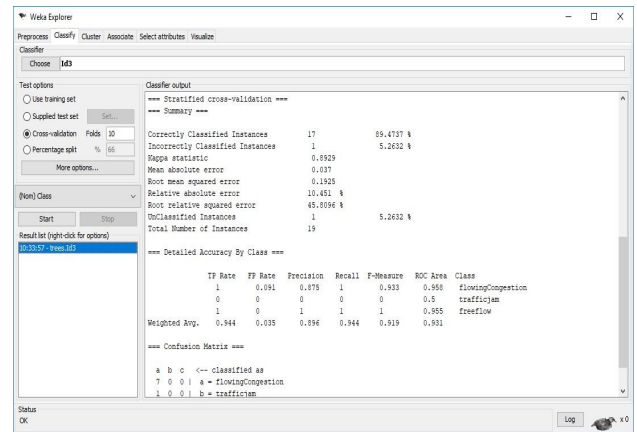 Weka Explorer
Preprocess Classify Cluster Associate Select attributes Visualize
Classifier
Choose Id3
Test options
Use training set
Supplied test set Set...
Cross-validation Folds 10
Percentage split % 66
More options...
(Nom) Class
Start Stop
Result list (right-click for options)
10:33:57 - trees.Id3
Classifier output
=== Stratified cross-validation ===
=== Summary ===
Correctly Classified Instances 17 89.4737 %
Incorrectly Classified Instances 1 5.2632 %
Kappa statistic 0.8929
Mean absolute error 0.037
Root mean squared error 0.1925
Relative absolute error 10.451 %
Root relative squared error 45.8096 %
UnClassified Instances 1 5.2632 %
Total Number of Instances 19
=== Detailed Accuracy By Class ===
TP Rate FP Rate Precision Recall F-Measure ROC Area Class
1 0.091 0.875 1 0.933 0.958 flowingCongestion
0 0 0 0 0 0.5 trafficjam
1 0 1 1 1 0.955 freeflow
Weighted Avg. 0.944 0.035 0.896 0.944 0.919 0.931
=== Confusion Matrix ===
a b c <-- classified as
7 0 0 | a = flowingCongestion
1 0 0 | b = trafficjam
Status
OK
Log
x 0